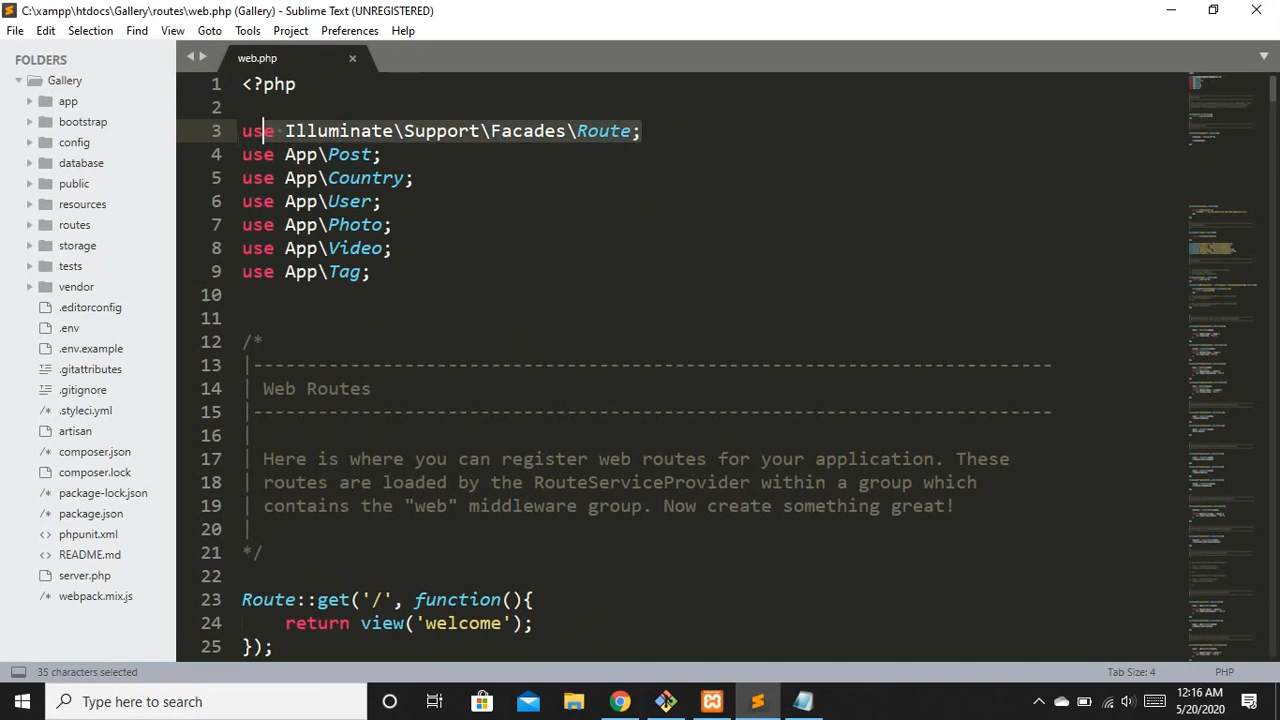 C:\xampp\htdocs\Gallery\routes\web.php (Gallery) - Sublime Text (UNREGISTERED)
File Edit Selection Find View Goto Tools Project Preferences Help
FOLDERS
Gallery
app
bootstrap
config
database
public
resources
routes
storage
tests
vendor
.editorconfig
.env
.env.example
.gitattributes
.gitignore
.styleci.yml
artisan
composer.json
composer.lock
package-lock.json
package.json
phpunit.xml
README.md
server.php
webpack.mix.js
web.php
1 <?php
2
3 use Illuminate\Support\Facades\Route;
4 use App\Post;
5 use App\Country;
6 use App\User;
7 use App\Photo;
8 use App\Video;
9 use App\Tag;
10
11
12 /*
13 |--------------------------------------------------------------------------
14 | Web Routes
15 |--------------------------------------------------------------------------
16 |
17 | Here is where you can register web routes for your application. These
18 | routes are loaded by the RouteServiceProvider within a group which
19 | contains the "web" middleware group. Now create something great!
20 |
21 */
22
23 Route::get('/', function(){
24     return view('welcome');
25 });
35 characters selected
Tab Size: 4
PHP
Type here to search
12:16 AM
5/20/2020